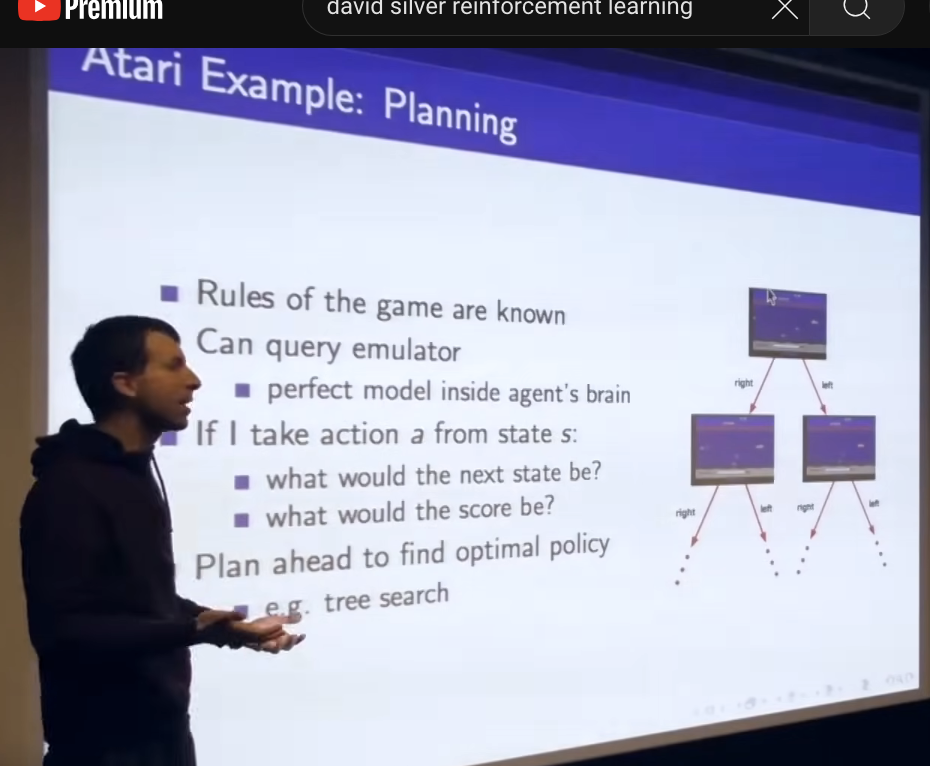 Premium
david silver reinforcement learning
Atari Example: Planning
Rules of the game are known
Can query emulator
perfect model inside agent's brain
If I take action a from state s:
what would the next state be?
what would the score be?
Plan ahead to find optimal policy
e.g. tree search
right
left
right
left
right
left